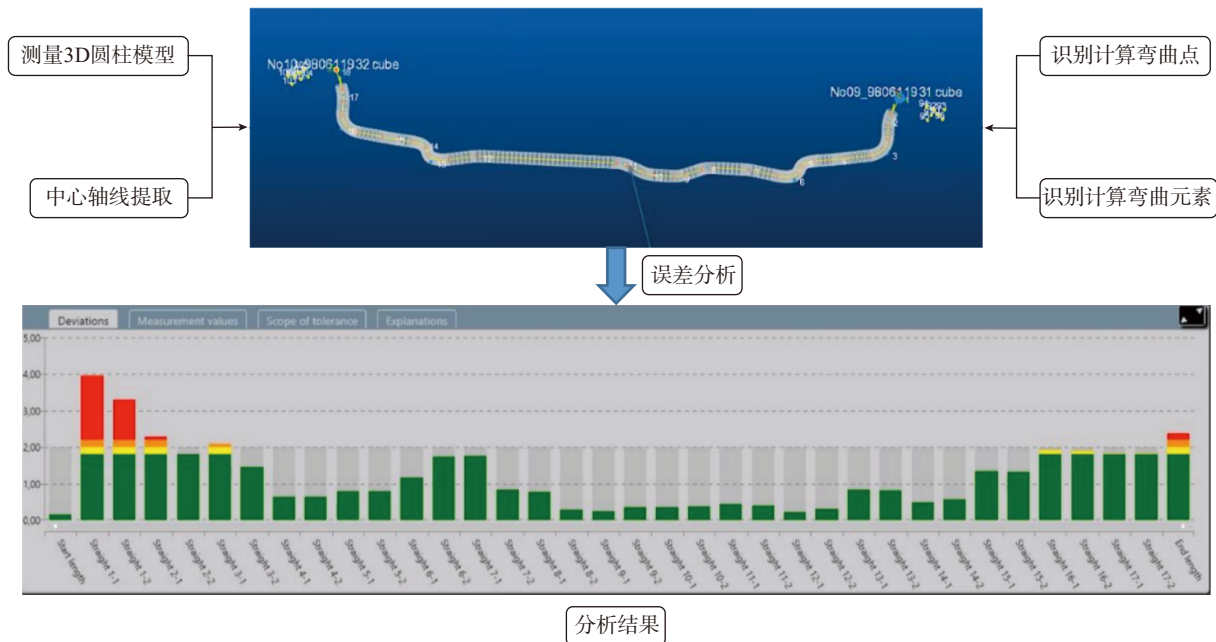 测量3D圆柱模型
中心轴线提取
识别计算弯曲点
识别计算弯曲元素
No09_980611931 cube
17
12
3
6
误差分析
Deviations
Measurement values
Scope of tolerance
Explanations
5,00
4,00
3,00
2,00
1,00
0,00
Start length
Straight 1-1
Straight 1-2
Straight 2-1
Straight 2-2
Straight 3-1
Straight 3-2
Straight 4-1
Straight 4-2
Straight 5-1
Straight 5-2
Straight 6-1
Straight 6-2
Straight 7-1
Straight 7-2
Straight 8-1
Straight 8-2
Straight 9-1
Straight 9-2
Straight 10-1
Straight 10-2
Straight 11-1
Straight 11-2
Straight 12-1
Straight 12-2
Straight 13-1
Straight 13-2
Straight 14-1
Straight 14-2
Straight 15-1
Straight 15-2
Straight 16-1
Straight 16-2
Straight 17-1
Straight 17-2
End length
分析结果